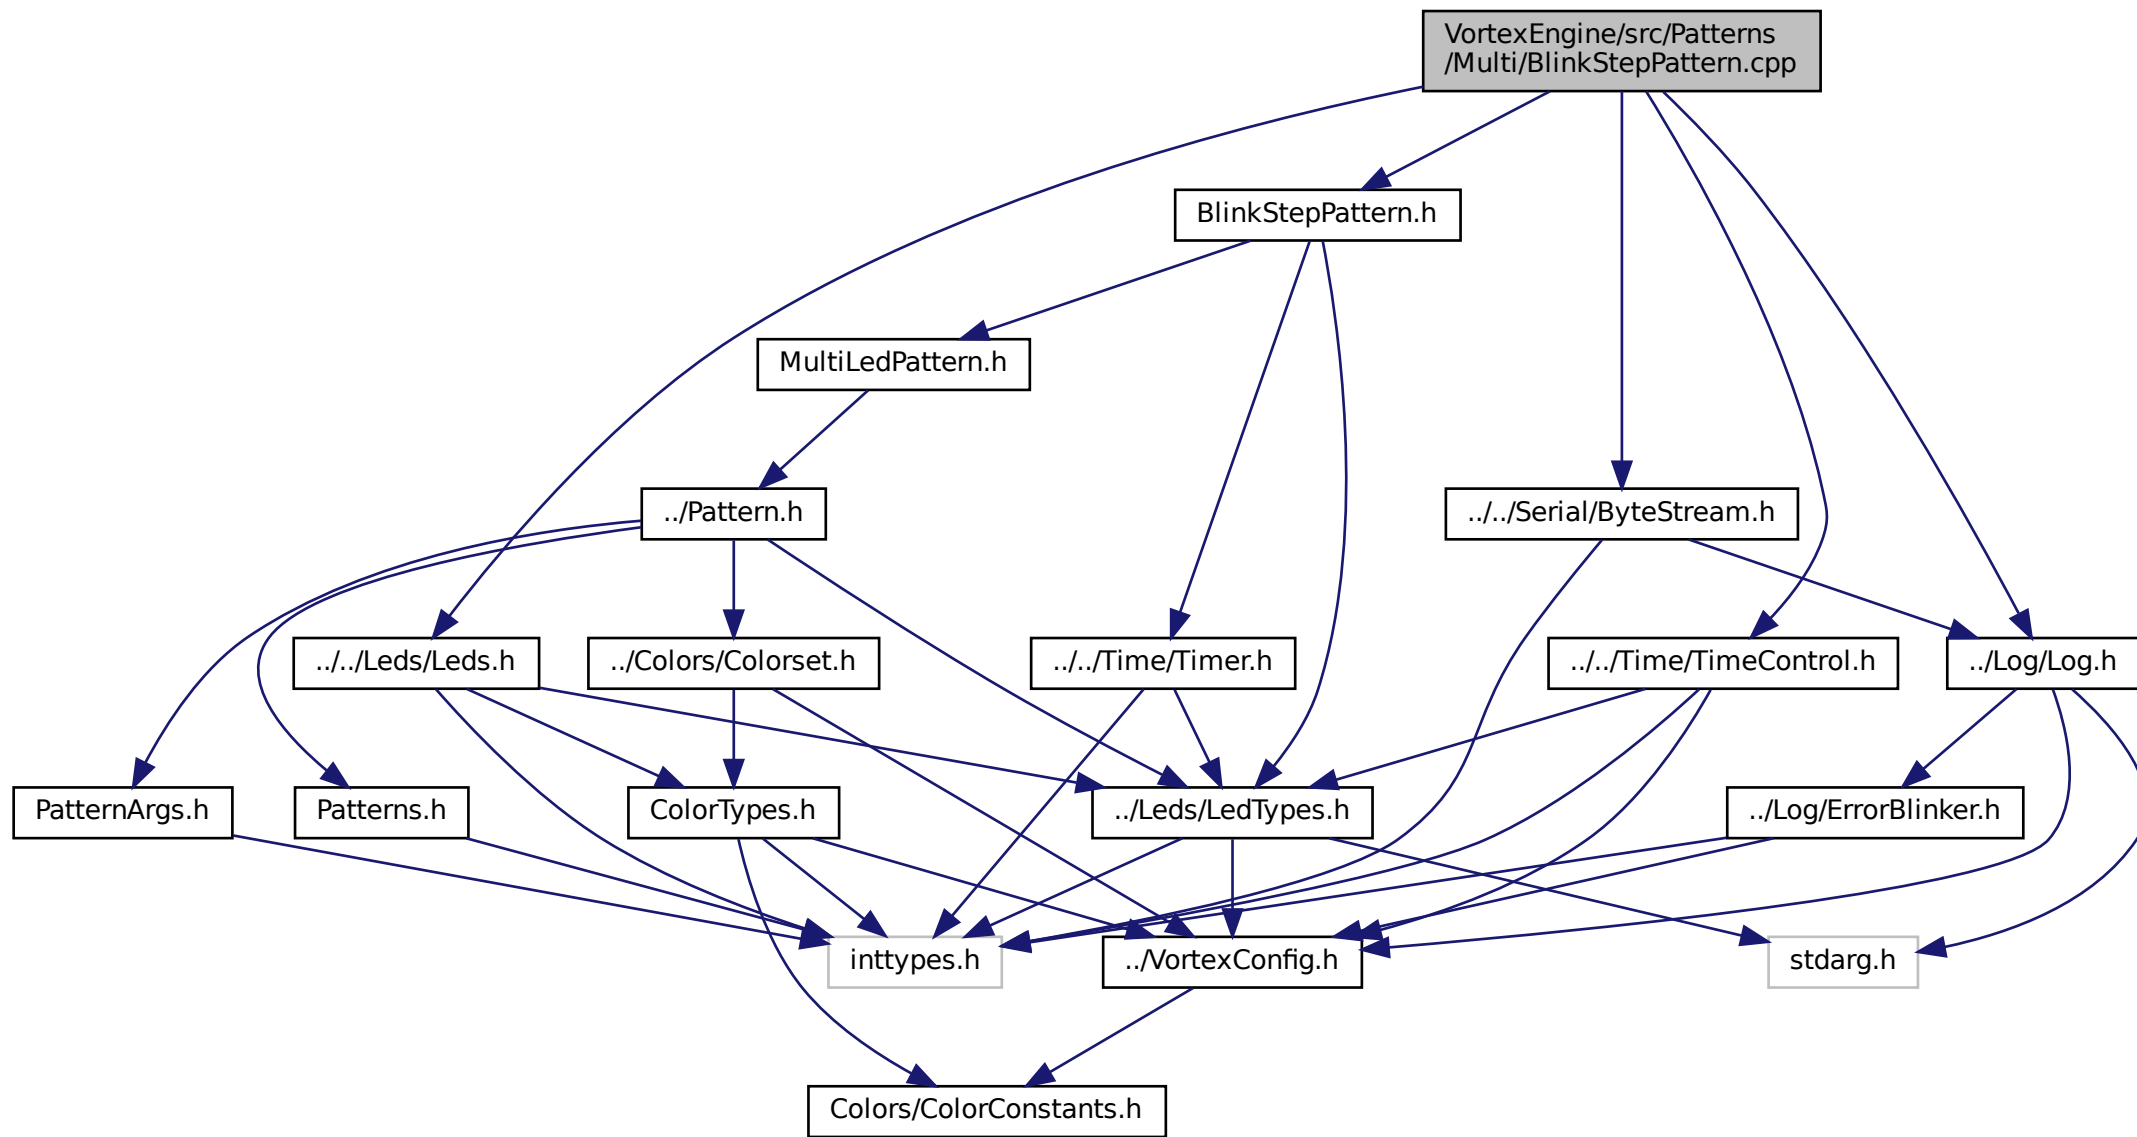 VortexEngine/src/Patterns
/Multi/BlinkStepPattern.cpp
BlinkStepPattern.h
MultiLedPattern.h
../Pattern.h
../../Serial/ByteStream.h
../../Leds/Leds.h
../Colors/Colorset.h
../../Time/Timer.h
../../Time/TimeControl.h
../Log/Log.h
PatternArgs.h
Patterns.h
ColorTypes.h
../Leds/LedTypes.h
../Log/ErrorBlinker.h
inttypes.h
../VortexConfig.h
stdarg.h
Colors/ColorConstants.h